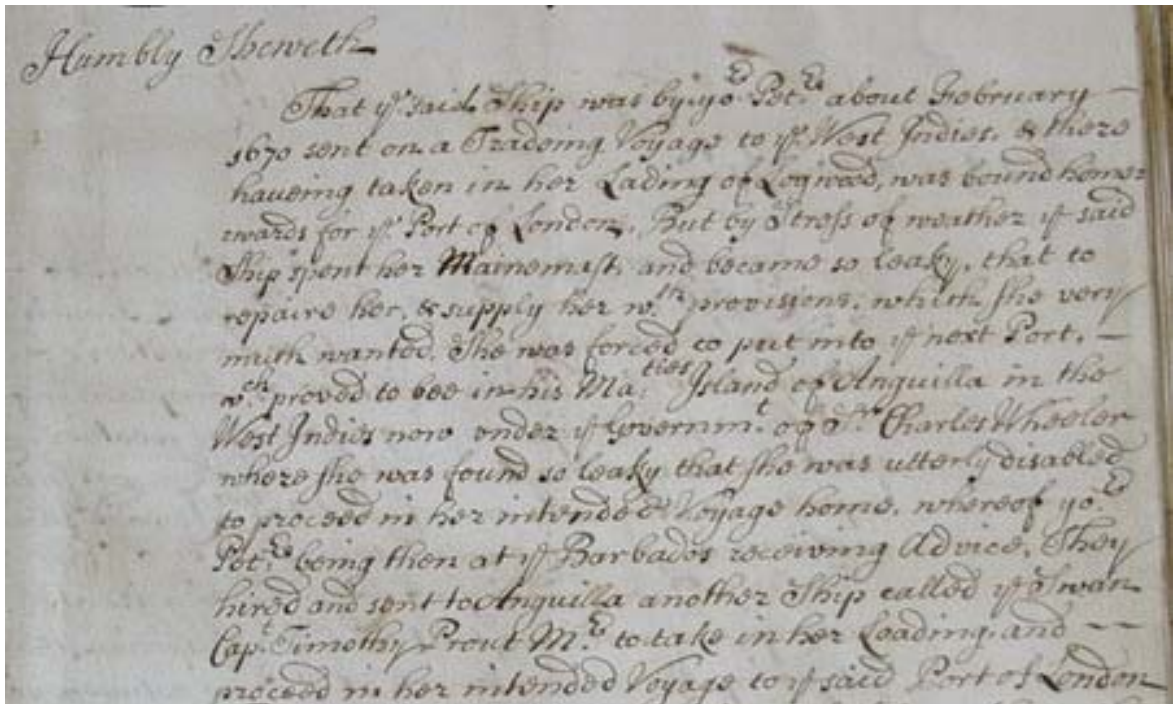 Humbly Sheweth
That ye said Ship was by yor Petrs about February
1670 sent on a Tradeing Voyage to ye West Indies, & there
haveing taken in her Lading of Logwood, was bound home
wards for ye Port of London, But by Stress of weather ye said
Ship spent her Mainemast, and became so leaky, that to
repaire her, & supply her wth provisions, which she very
much wanted, She was forced to put into ye next Port, —
wch proved to bee in his Maties Island of Anguilla in the
West Indies now under ye Governmt of Sr Charles Wheeler
where she was found so leaky that she was utterly disabled
to proceed in her intended Voyage home, whereof yor
Petrs being then at ye Barbados receiving Advice, They
hired and sent to Anguilla another Ship called ye Swan
Capt Timothy Prout Mr to take in her Loading, and — —
proceed in her intended Voyage to ye said Port of London